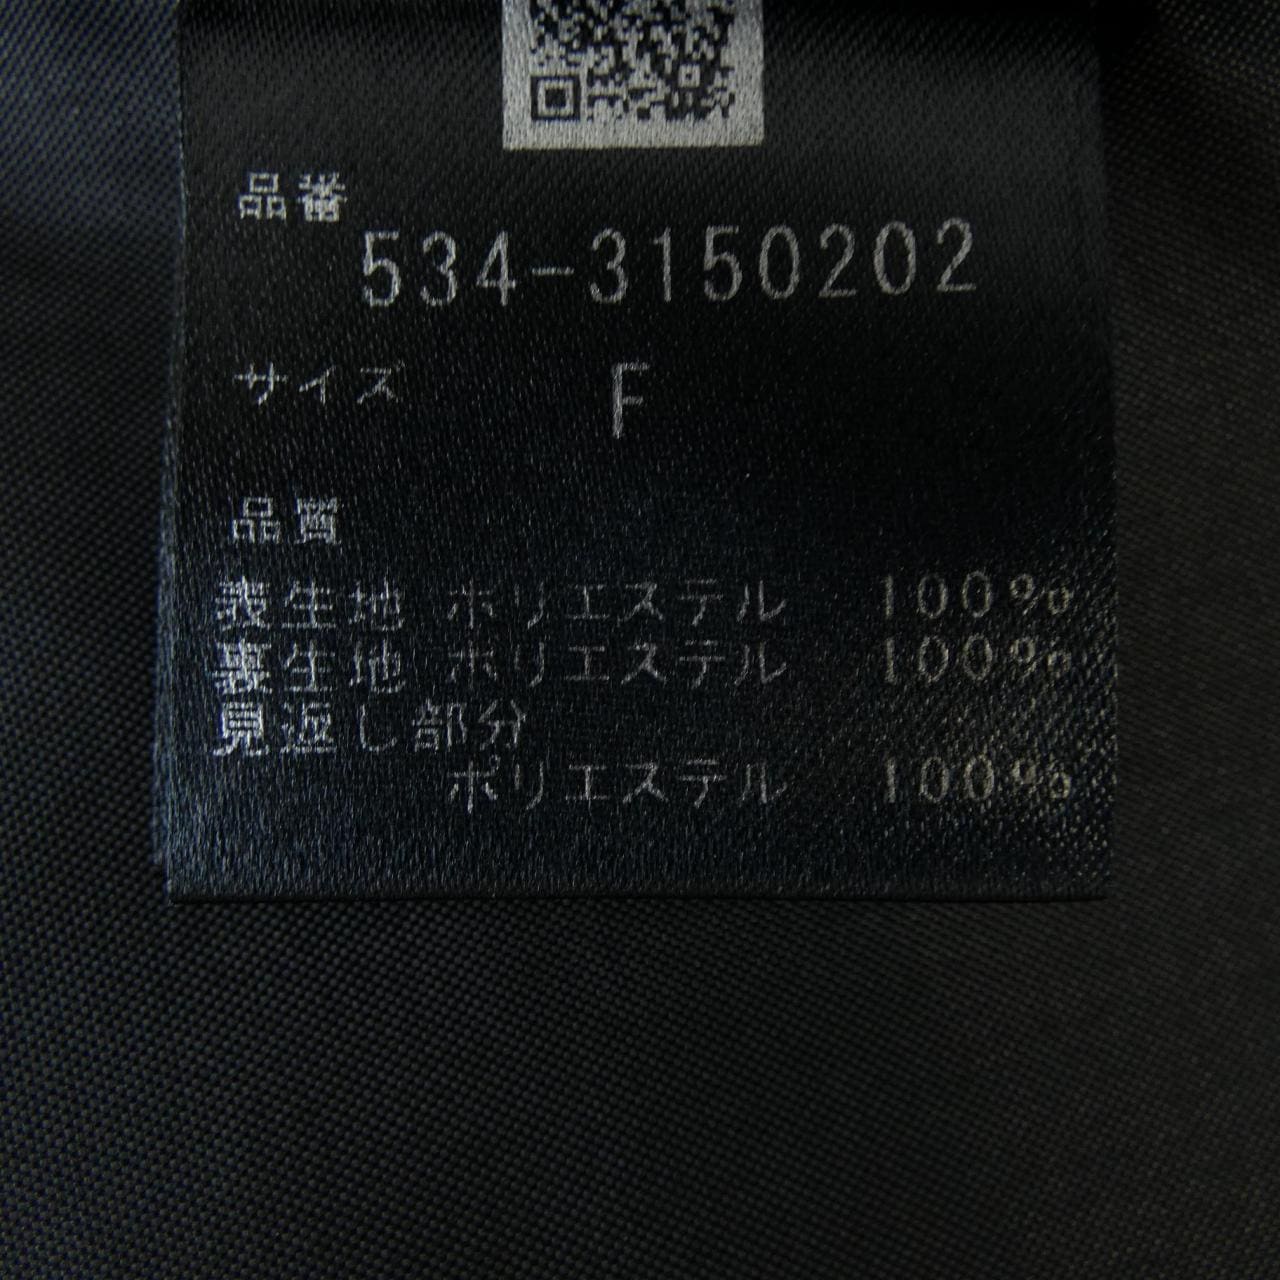 品番
534-3150202
サイズ F
品質
表生地 ポリエステル 100%
裏生地 ポリエステル 100%
見返し部分
ポリエステル 100%